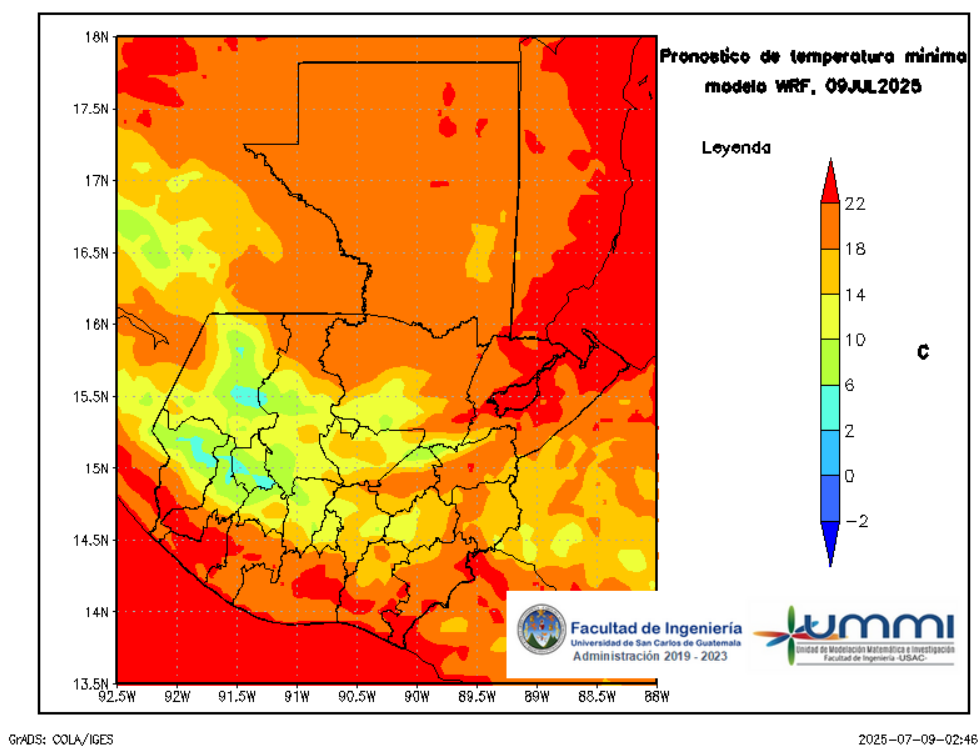 Pronostico de temperatura minima
modelo WRF, 09JUL2025
Leyenda
22
18
14
10
6
2
0
-2
C
18N
17.5N
17N
16.5N
16N
15.5N
15N
14.5N
14N
13.5N
92.5W 92W 91.5W 91W 90.5W 90W 89.5W 89W 88.5W 88W
Facultad de Ingeniería
Universidad de San Carlos de Guatemala
Administración 2019 - 2023
ummi
Unidad de Modelación Matemática e Investigación
Facultad de Ingeniería -USAC-
GrADS: COLA/IGES
2025-07-09-02:46